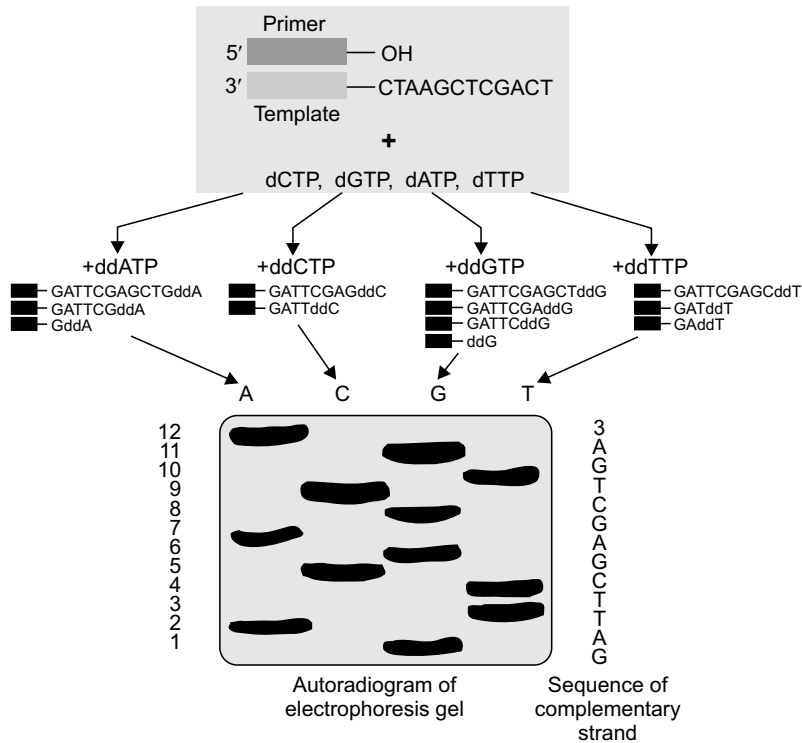 Primer
5′ OH
3′ CTAAGCTCGACT
Template
+
dCTP, dGTP, dATP, dTTP
+ddATP
GATTCGAGCTGddA
GATTCGddA
GddA
+ddCTP
GATTCGAGddC
GATTddC
+ddGTP
GATTCGAGCTddG
GATTCGAddG
GATTCddG
ddG
+ddTTP
GATTCGAGCddT
GATddT
GAddT
A C G T
12
11
10
9
8
7
6
5
4
3
2
1
3
A
G
T
C
G
A
G
C
T
T
A
G
Autoradiogram of
electrophoresis gel
Sequence of
complementary
strand